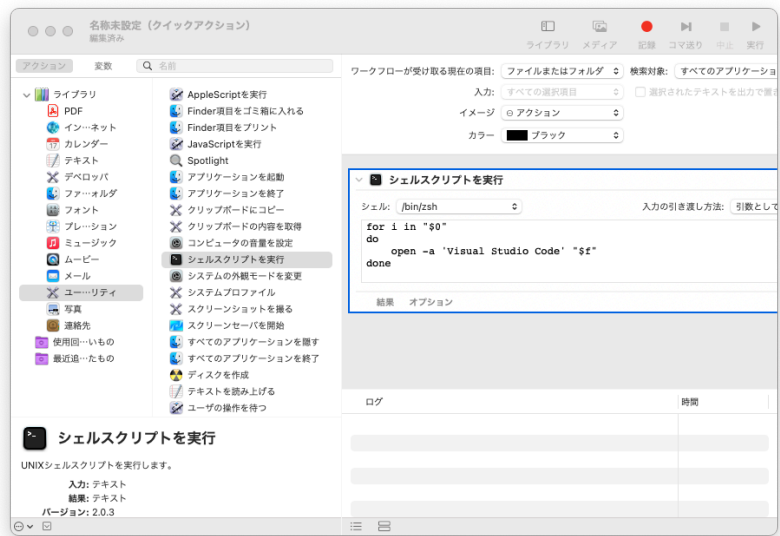 名称未設定（クイックアクション）
編集済み
ライブラリ メディア 記録 コマ送り 中止 実行
アクション 変数 名前
ライブラリ
PDF
イン…ネット
カレンダー
テキスト
デベロッパ
ファ…ォルダ
フォント
プレ…ション
ミュージック
ムービー
メール
ユー…リティ
写真
連絡先
使用回…いもの
最近追…たもの
AppleScriptを実行
Finder項目をゴミ箱に入れる
Finder項目をプリント
JavaScriptを実行
Spotlight
アプリケーションを起動
アプリケーションを終了
クリップボードにコピー
クリップボードの内容を取得
コンピュータの音量を設定
シェルスクリプトを実行
システムの外観モードを変更
システムプロファイル
スクリーンショットを撮る
スクリーンセーバを開始
すべてのアプリケーションを隠す
すべてのアプリケーションを終了
ディスクを作成
テキストを読み上げる
ユーザの操作を待つ
シェルスクリプトを実行
UNIXシェルスクリプトを実行します。
入力: テキスト
結果: テキスト
バージョン: 2.0.3
ワークフローが受け取る現在の項目: ファイルまたはフォルダ 検索対象: すべてのアプリケーショ
入力: すべての選択項目 選択されたテキストを出力で置き
イメージ アクション
カラー ブラック
シェルスクリプトを実行
シェル: /bin/zsh 入力の引き渡し方法: 引数として
for i in "$0"
do
open -a 'Visual Studio Code' "$f"
done
結果 オプション
ログ 時間